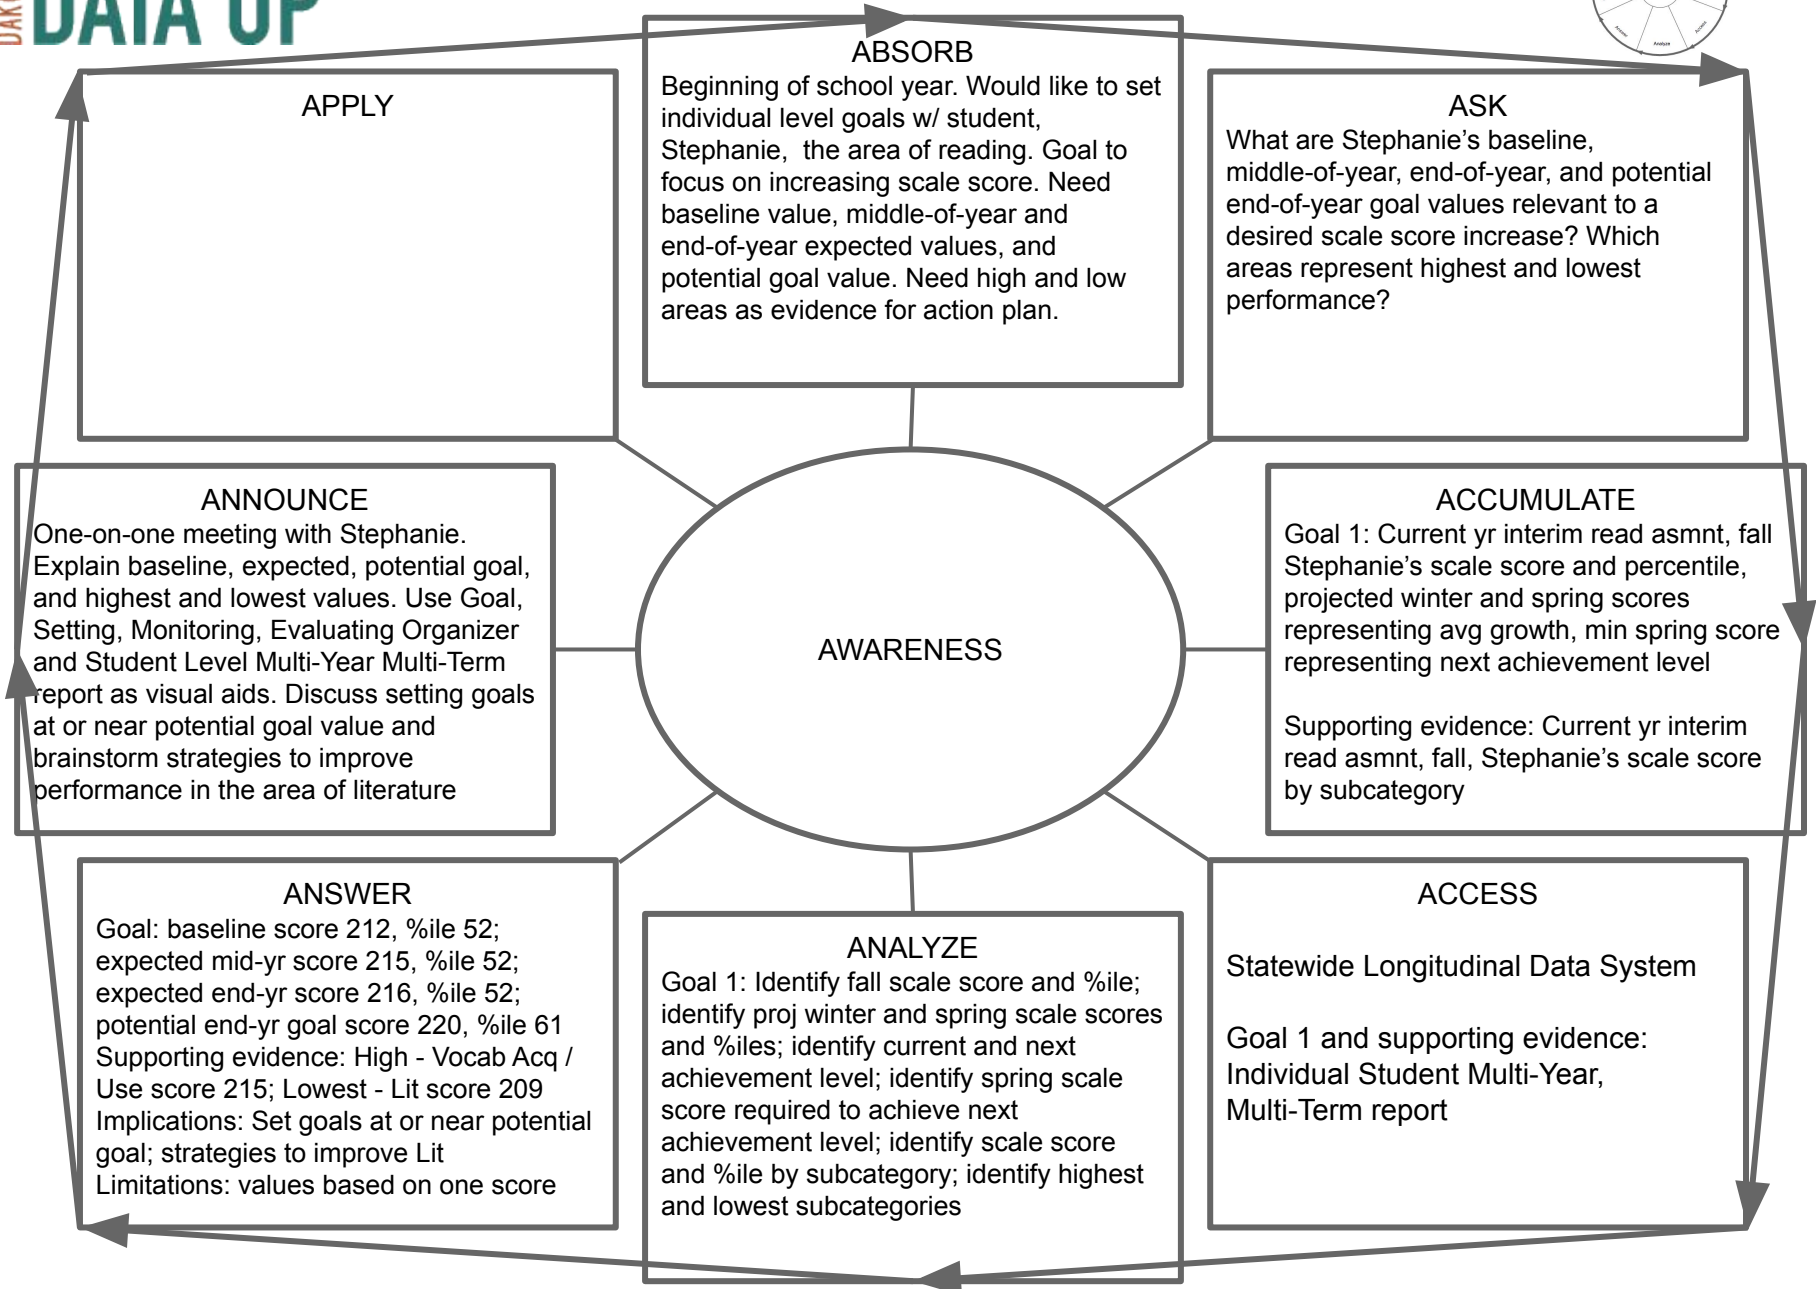 DATA UP
Analyze
APPLY
ABSORB
Beginning of school year. Would like to set
individual level goals w/ student,
Stephanie,  the area of reading. Goal to
focus on increasing scale score. Need
baseline value, middle-of-year and
end-of-year expected values, and
potential goal value. Need high and low
areas as evidence for action plan.
ASK
What are Stephanie’s baseline,
middle-of-year, end-of-year, and potential
end-of-year goal values relevant to a
desired scale score increase? Which
areas represent highest and lowest
performance?
ANNOUNCE
One-on-one meeting with Stephanie.
Explain baseline, expected, potential goal,
and highest and lowest values. Use Goal,
Setting, Monitoring, Evaluating Organizer
and Student Level Multi-Year Multi-Term
report as visual aids. Discuss setting goals
at or near potential goal value and
brainstorm strategies to improve
performance in the area of literature
AWARENESS
ACCUMULATE
Goal 1: Current yr interim read asmnt, fall
Stephanie’s scale score and percentile,
projected winter and spring scores
representing avg growth, min spring score
representing next achievement level
Supporting evidence: Current yr interim
read asmnt, fall, Stephanie’s scale score
by subcategory
ANSWER
Goal: baseline score 212, %ile 52;
expected mid-yr score 215, %ile 52;
expected end-yr score 216, %ile 52;
potential end-yr goal score 220, %ile 61
Supporting evidence: High - Vocab Acq /
Use score 215; Lowest - Lit score 209
Implications: Set goals at or near potential
goal; strategies to improve Lit
Limitations: values based on one score
ANALYZE
Goal 1: Identify fall scale score and %ile;
identify proj winter and spring scale scores
and %iles; identify current and next
achievement level; identify spring scale
score required to achieve next
achievement level; identify scale score
and %ile by subcategory; identify highest
and lowest subcategories
ACCESS
Statewide Longitudinal Data System
Goal 1 and supporting evidence:
Individual Student Multi-Year,
Multi-Term report